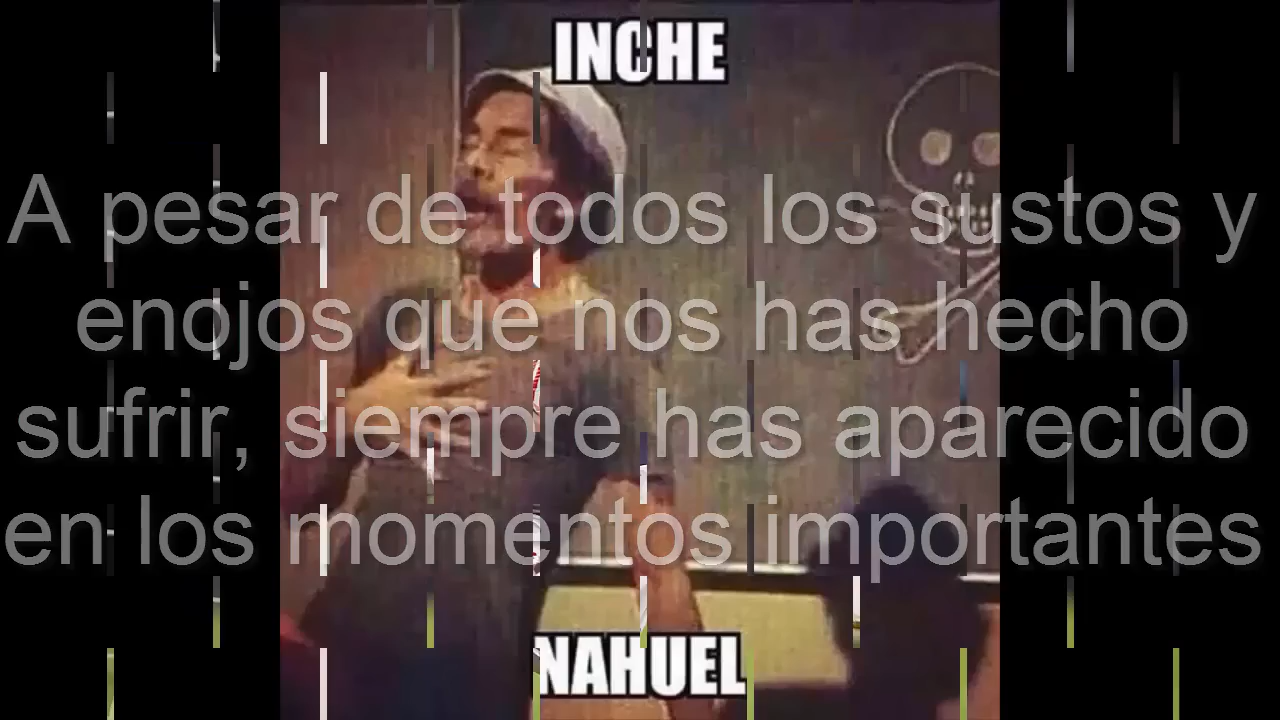 INCHE
A pesar de todos los sustos y
enojos que nos has hecho
sufrir, siempre has aparecido
en los momentos importantes
NAHUEL